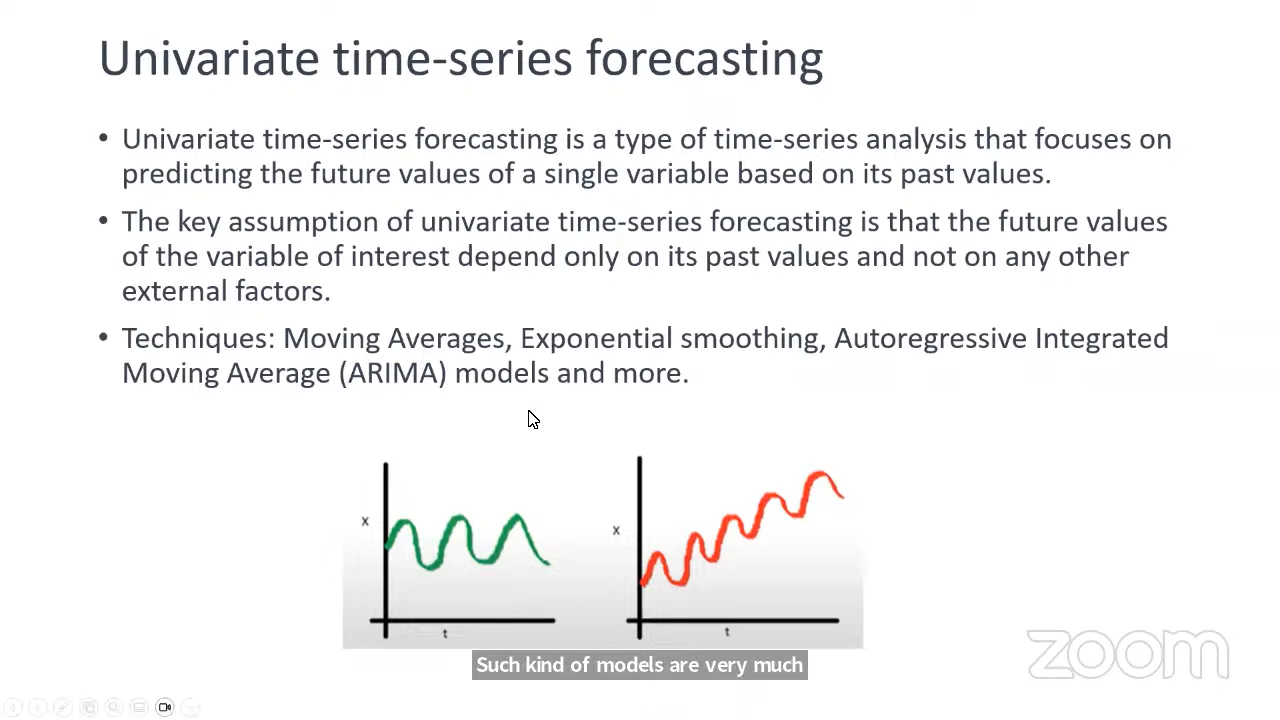 Univariate time-series forecasting
• Univariate time-series forecasting is a type of time-series analysis that focuses on
predicting the future values of a single variable based on its past values.
• The key assumption of univariate time-series forecasting is that the future values
of the variable of interest depend only on its past values and not on any other
external factors.
• Techniques: Moving Averages, Exponential smoothing, Autoregressive Integrated
Moving Average (ARIMA) models and more.
x
x
t
t
zoom
Such kind of models are very much